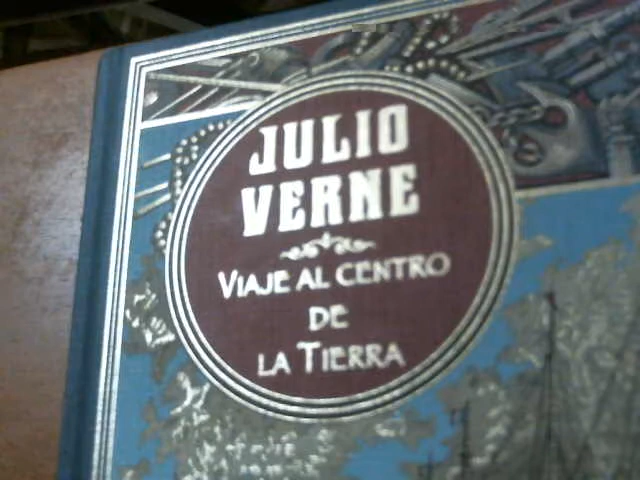 JULIO
VERNE
VIAJE AL CENTRO
DE
LA TIERRA